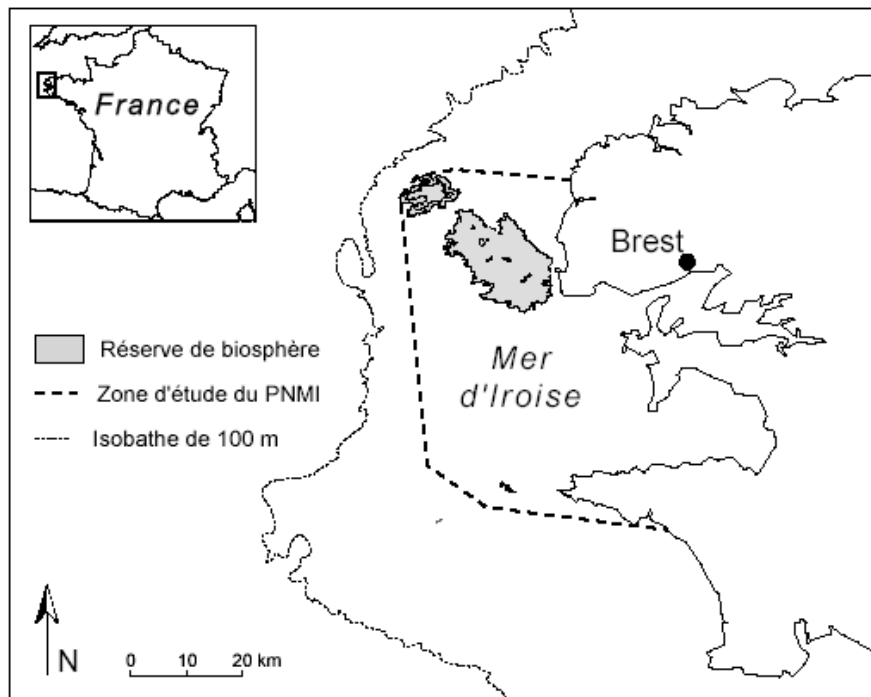 France
Brest
Réserve de biosphère
Zone d'étude du PNMI
Isobathe de 100 m
Mer
d'Iroise
N
0 10 20 km